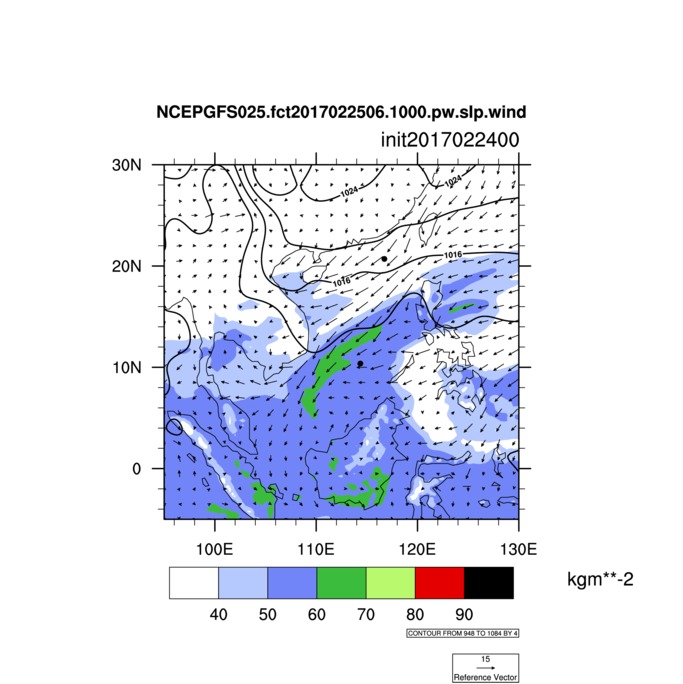 NCEPGFS025.fct2017022506.1000.pw.slp.wind
init2017022400
30N
1024
1024
20N
1016
1016
10N
0
100E 110E 120E 130E
kgm**-2
40 50 60 70 80 90
CONTOUR FROM 948 TO 1084 BY 4
15
Reference Vector